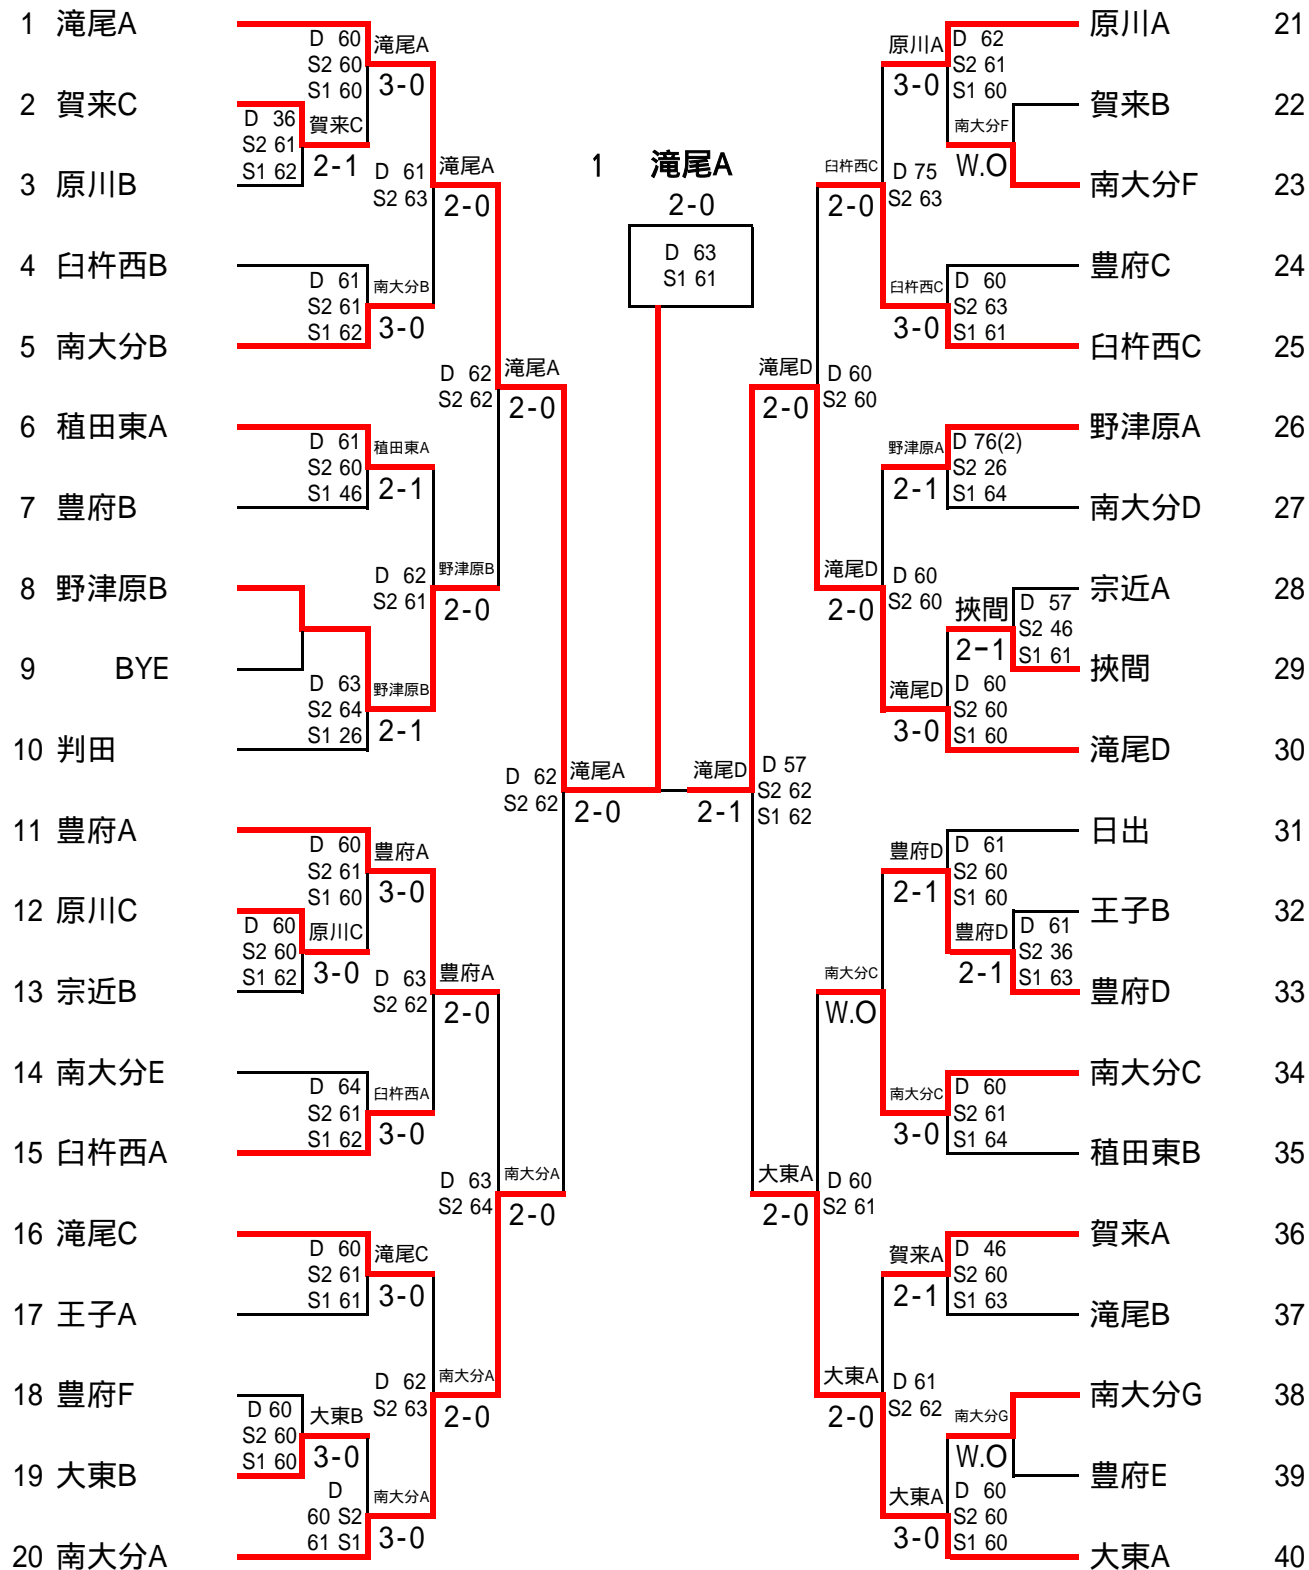 1 滝尾A
D 60
S2 60
S1 60
滝尾A
3-0
2 賀来C
D 36
S2 61
S1 62
賀来C
2-1
3 原川B
D 61
S2 63
滝尾A
2-0
4 臼杵西B
D 61
S2 61
S1 62
南大分B
3-0
5 南大分B
D 62
S2 62
滝尾A
2-0
6 稙田東A
D 61
S2 60
S1 46
稙田東A
2-1
7 豊府B
8 野津原B
D 62
S2 61
野津原B
2-0
9 BYE
D 63
S2 64
S1 26
野津原B
2-1
10 判田
D 62
S2 62
滝尾A
2-0
11 豊府A
D 60
S2 61
S1 60
豊府A
3-0
12 原川C
D 60
S2 60
S1 62
原川C
3-0
13 宗近B
D 63
S2 62
豊府A
2-0
14 南大分E
D 64
S2 61
S1 62
臼杵西A
3-0
15 臼杵西A
D 63
S2 64
南大分A
2-0
16 滝尾C
D 60
S2 61
S1 61
滝尾C
3-0
17 王子A
18 豊府F
D 60
S2 60
S1 60
大東B
3-0
D 62
S2 63
南大分A
2-0
19 大東B
D
60 S2
61 S1
南大分A
3-0
20 南大分A
1 滝尾A
2-0
D 63
S1 61
原川A 21
原川A
3-0
D 62
S2 61
S1 60
賀来B 22
南大分F
W.O
南大分F 23
臼杵西C
2-0
D 75
S2 63
豊府C 24
臼杵西C
3-0
D 60
S2 63
S1 61
臼杵西C 25
滝尾D
2-0
D 60
S2 60
野津原A 26
野津原A
2-1
D 76(2)
S2 26
S1 64
南大分D 27
滝尾D
2-0
D 60
S2 60
宗近A 28
挾間
2-1
D 57
S2 46
S1 61
挾間 29
滝尾D
3-0
D 60
S2 60
S1 60
滝尾D 30
滝尾D
2-1
D 57
S2 62
S1 62
日出 31
豊府D
2-1
D 61
S2 60
S1 60
王子B 32
豊府D
2-1
D 61
S2 36
S1 63
豊府D 33
南大分C
W.O
南大分C 34
南大分C
3-0
D 60
S2 61
S1 64
稙田東B 35
大東A
2-0
D 60
S2 61
賀来A 36
賀来A
2-1
D 46
S2 60
S1 63
滝尾B 37
大東A
2-0
D 61
S2 62
南大分G 38
南大分G
W.O
豊府E 39
大東A
3-0
D 60
S2 60
S1 60
大東A 40